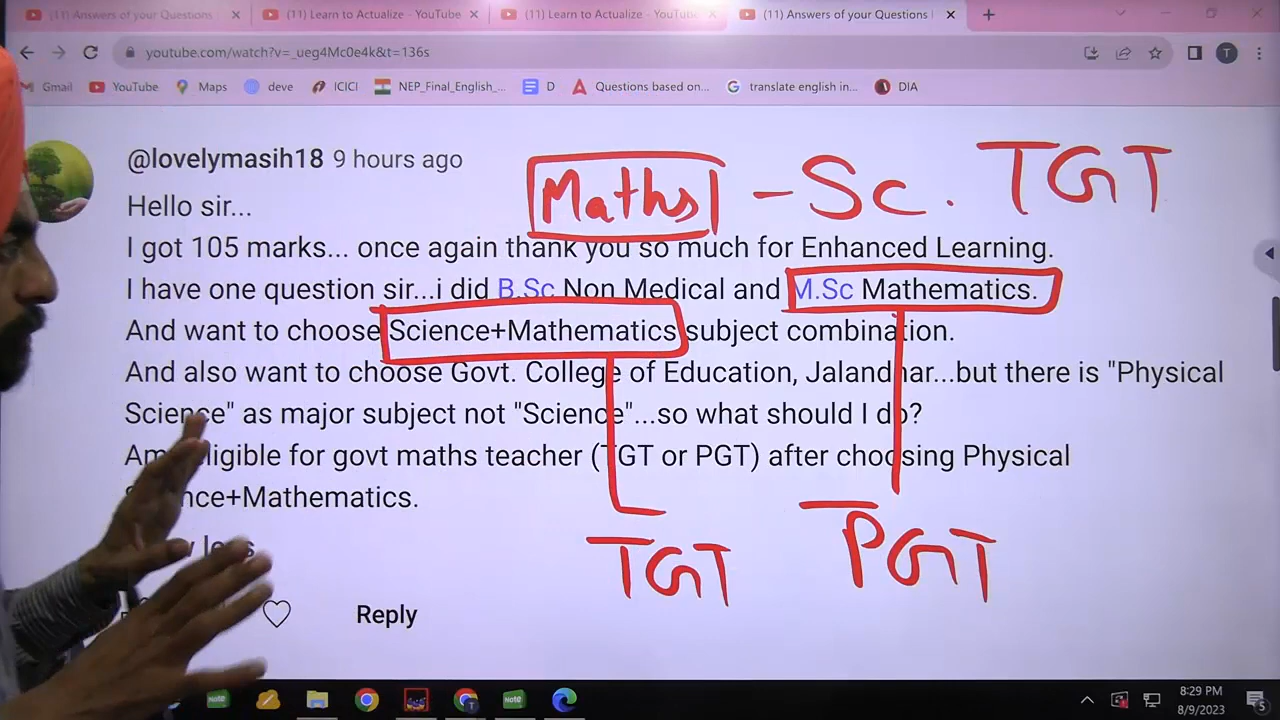 (11) Answers of your Questions
(11) Learn to Actualize - YouTube
(11) Learn to Actualize - YouTube
(11) Answers of your Questions
youtube.com/watch?v=_ueg4Mc0e4k&t=136s
T
Gmail YouTube Maps deve ICICI NEP_Final_English_... D Questions based on... translate english in... DIA
@lovelymasih18 9 hours ago
Maths - Sc. TGT
Hello sir...
I got 105 marks... once again thank you so much for Enhanced Learning.
I have one question sir...i did B.Sc Non Medical and M.Sc Mathematics.
And want to choose Science+Mathematics subject combination.
And also want to choose Govt. College of Education, Jalandhar...but there is "Physical
Science" as major subject not "Science"...so what should I do?
Am eligible for govt maths teacher (TGT or PGT) after choosing Physical
Science+Mathematics.
TGT PGT
Reply
Note Note
8:29 PM
8/9/2023
5